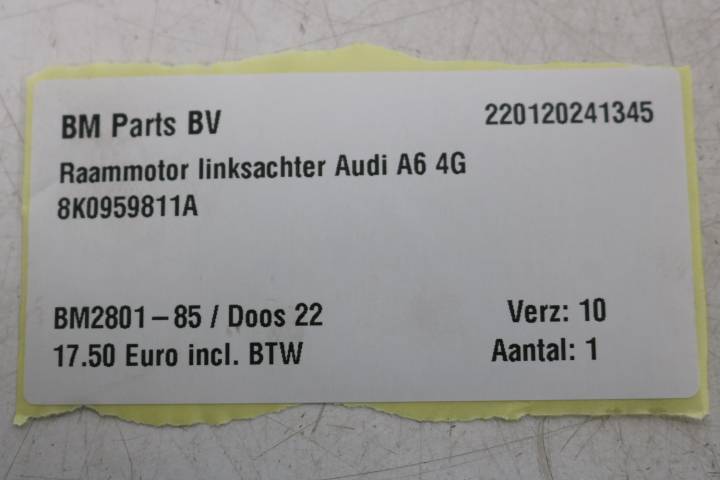 BM Parts BV 220120241345
Raammotor linksachter Audi A6 4G
8K0959811A
BM2801-85 / Doos 22 Verz: 10
17.50 Euro incl. BTW Aantal: 1